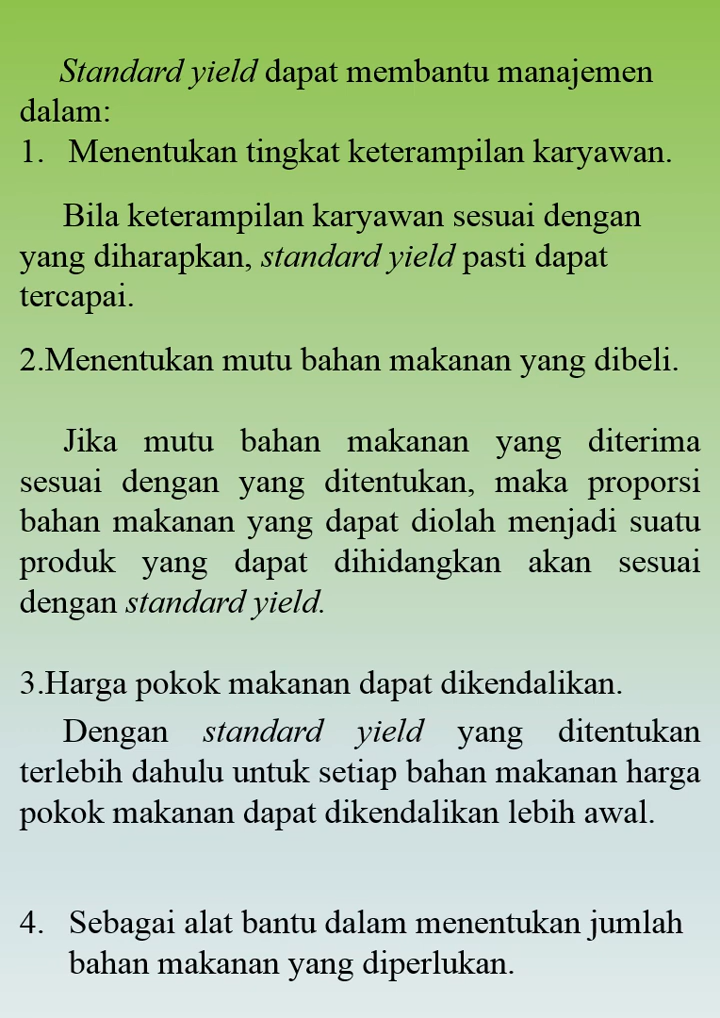 Standard yield dapat membantu manajemen
dalam:
1. Menentukan tingkat keterampilan karyawan.
Bila keterampilan karyawan sesuai dengan
yang diharapkan, standard yield pasti dapat
tercapai.
2.Menentukan mutu bahan makanan yang dibeli.
Jika mutu bahan makanan yang diterima
sesuai dengan yang ditentukan, maka proporsi
bahan makanan yang dapat diolah menjadi suatu
produk yang dapat dihidangkan akan sesuai
dengan standard yield.
3.Harga pokok makanan dapat dikendalikan.
Dengan standard yield yang ditentukan
terlebih dahulu untuk setiap bahan makanan harga
pokok makanan dapat dikendalikan lebih awal.
4. Sebagai alat bantu dalam menentukan jumlah
bahan makanan yang diperlukan.